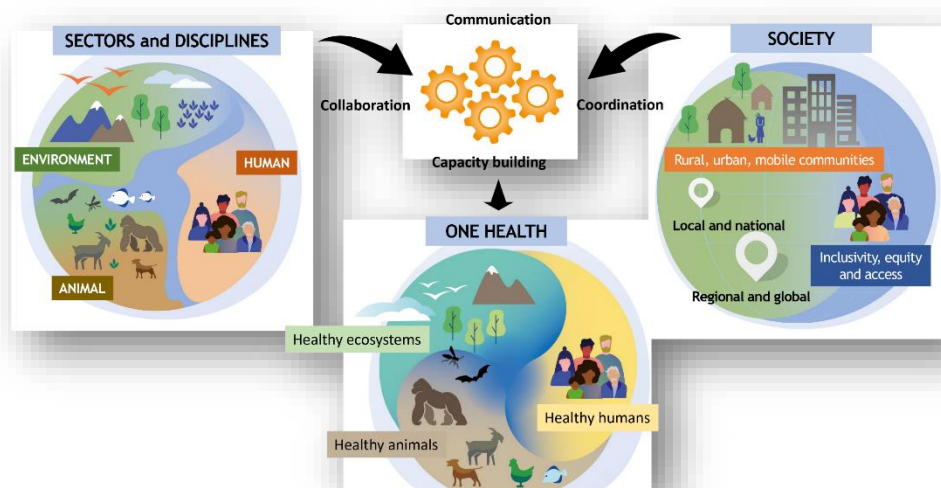 Communication
SECTORS and DISCIPLINES
SOCIETY
Collaboration
Coordination
Capacity building
ENVIRONMENT
HUMAN
ANIMAL
Rural, urban, mobile communities
Local and national
Inclusivity, equity
and access
Regional and global
ONE HEALTH
Healthy ecosystems
Healthy humans
Healthy animals